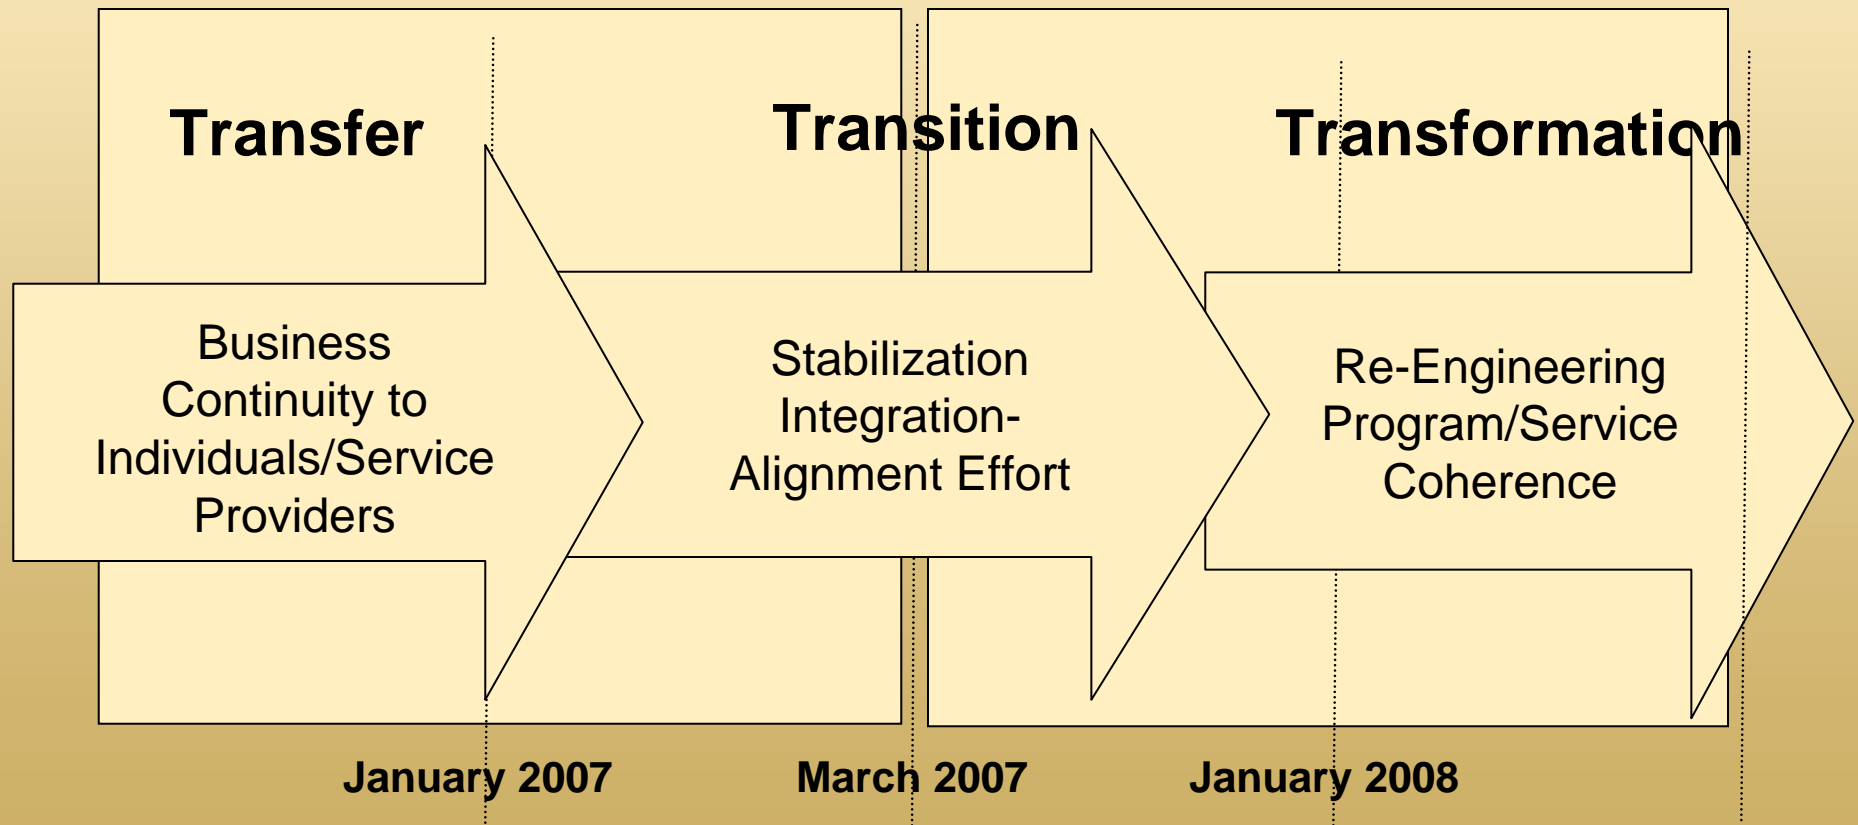 Transfer
Transition
Transformation
Business
Continuity to
Individuals/Service
Providers
Stabilization
Integration-
Alignment Effort
Re-Engineering
Program/Service
Coherence
January 2007
March 2007
January 2008